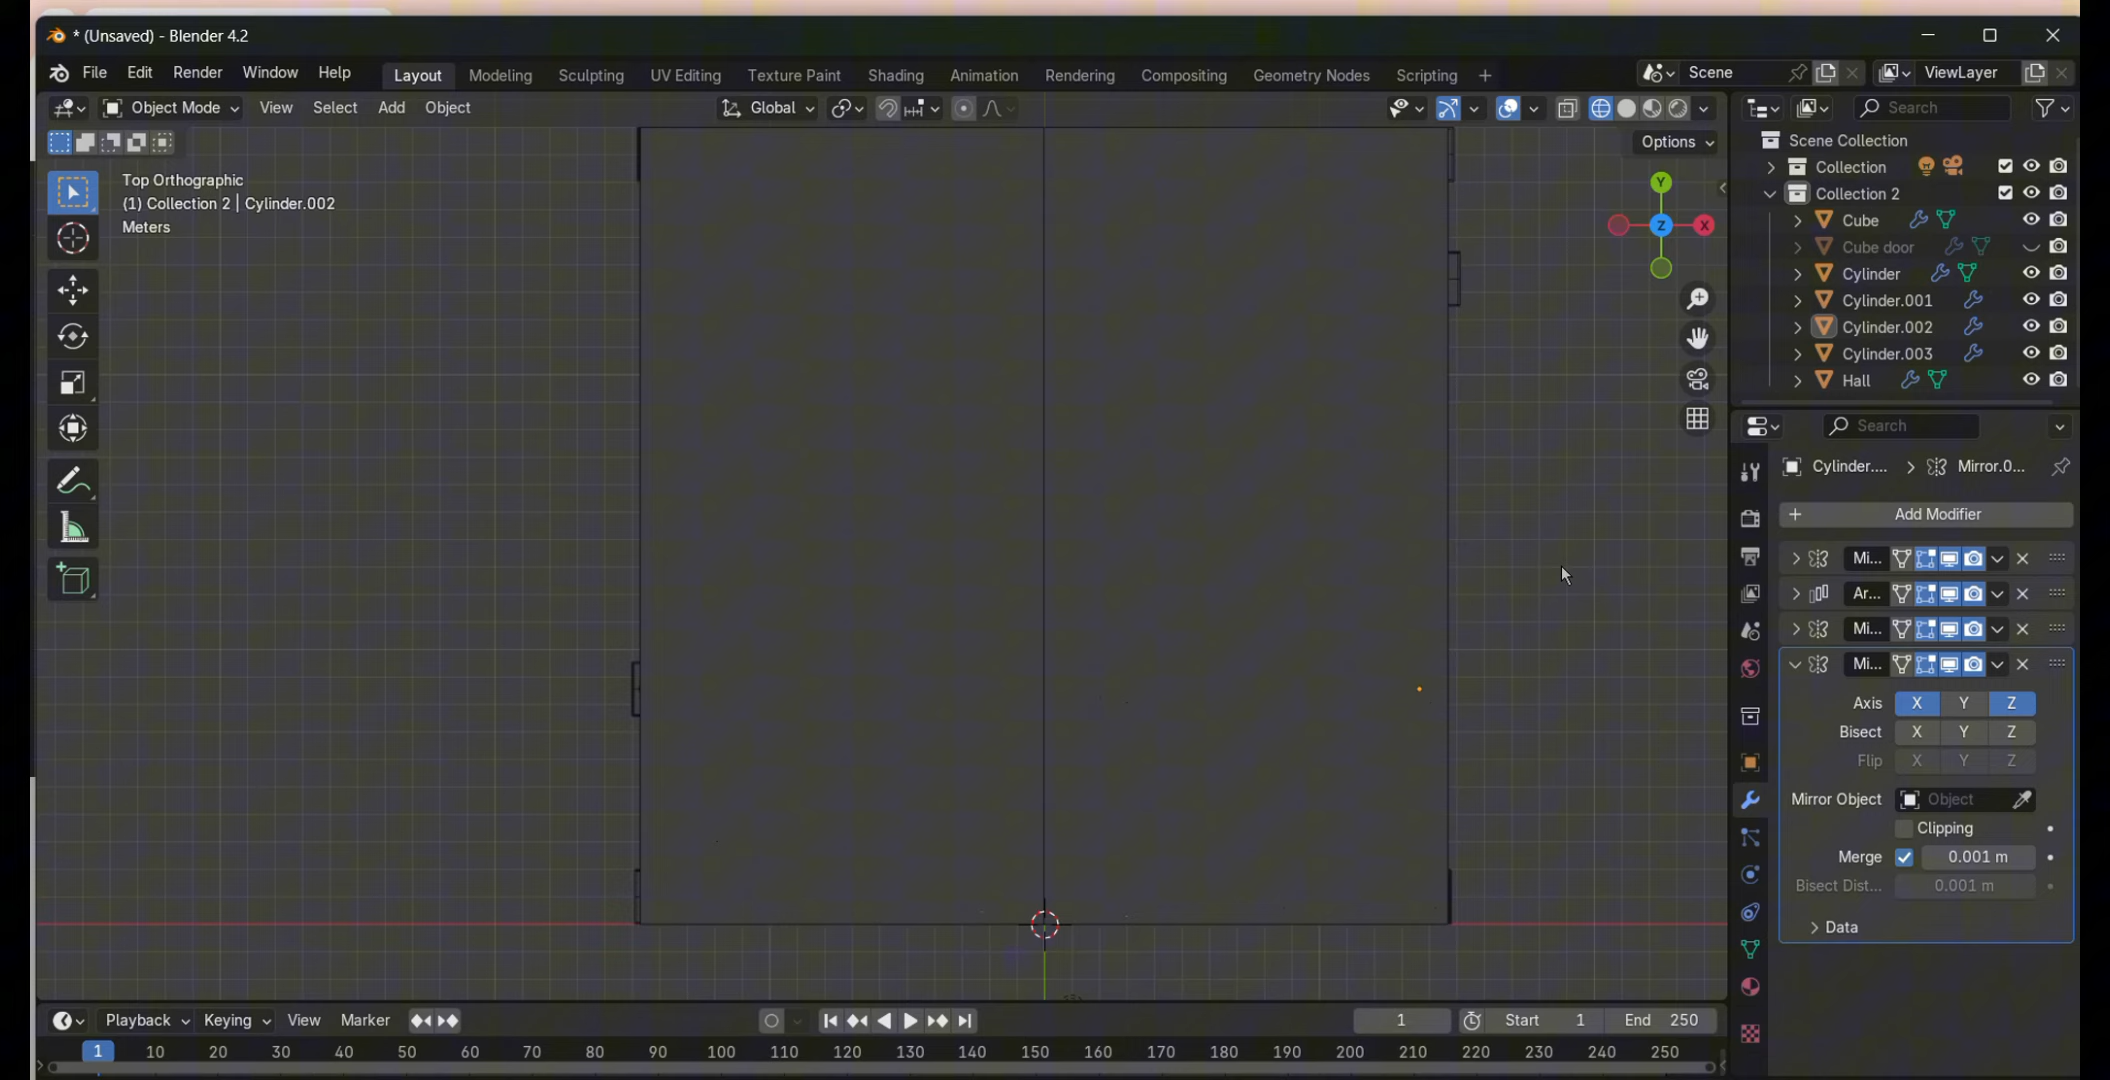 * (Unsaved) - Blender 4.2
File Edit Render Window Help Layout Modeling Sculpting UV Editing Texture Paint Shading Animation Rendering Compositing Geometry Nodes Scripting + Scene ViewLayer
Object Mode View Select Add Object Global Search
Options
Top Orthographic
(1) Collection 2 | Cylinder.002
Meters
Y
Z X
Scene Collection
Collection
Collection 2
Cube
Cube door
Cylinder
Cylinder.001
Cylinder.002
Cylinder.003
Hall
Search
Cylinder.... > Mirror.0...
+ Add Modifier
Mi...
Ar...
Mi...
Mi...
Axis X Y Z
Bisect X Y Z
Flip X Y Z
Mirror Object Object
Clipping
Merge 0.001 m
Bisect Dist... 0.001 m
Data
Playback Keying View Marker 1 Start 1 End 250
1 10 20 30 40 50 60 70 80 90 100 110 120 130 140 150 160 170 180 190 200 210 220 230 240 250